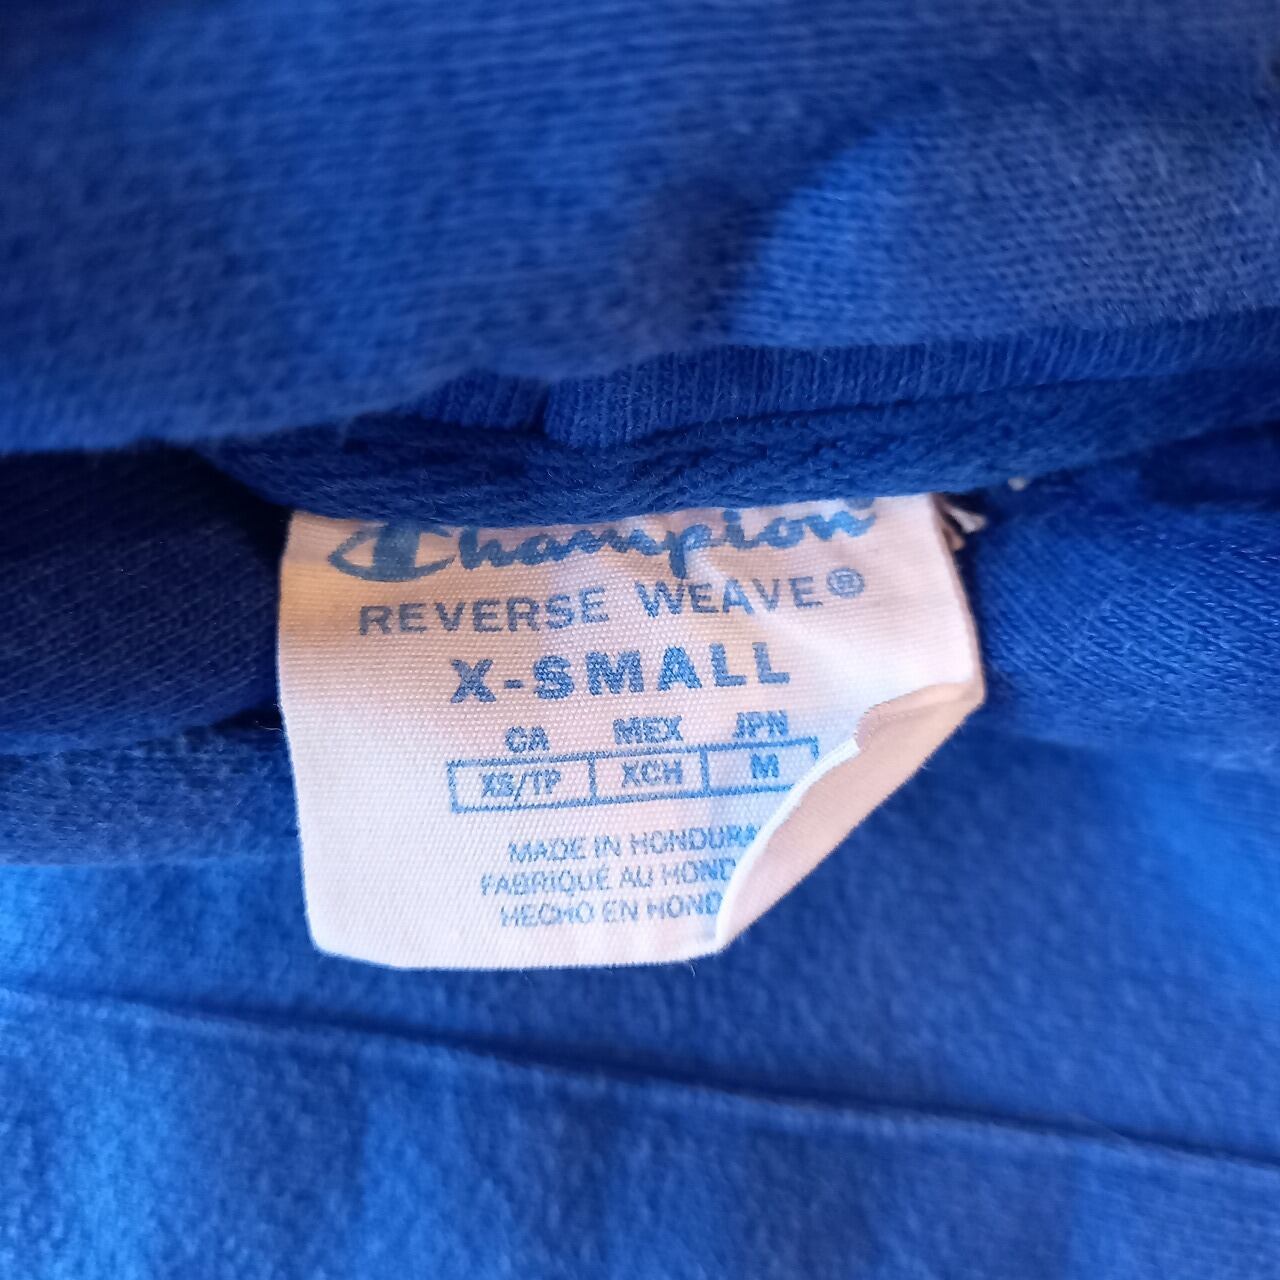 Champion
REVERSE WEAVE®
X-SMALL
CA MEX JPN
XS/TP XCH M
MADE IN HONDURA
FABRIQUÉ AU HOND
HECHO EN HOND